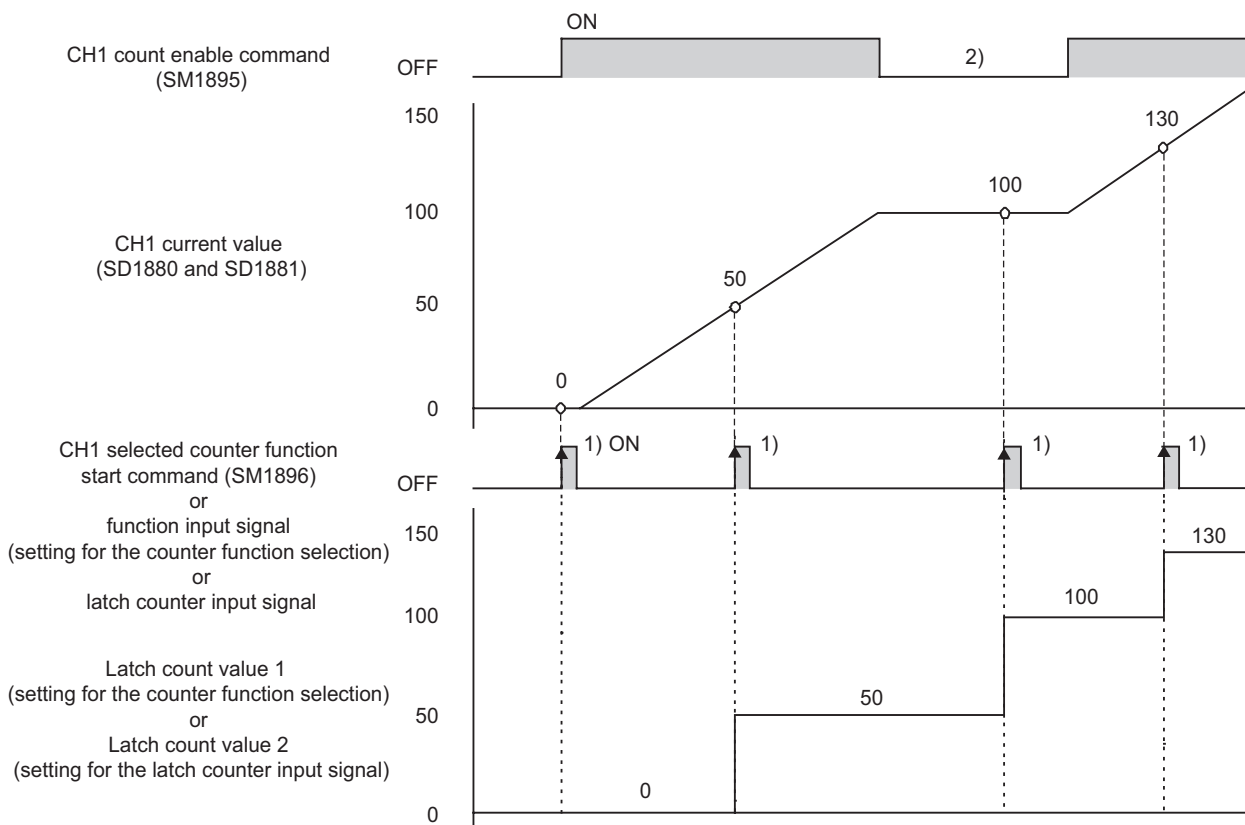 ON
CH1 count enable command
(SM1895)
OFF
2)
150
130
100
100
CH1 current value
(SD1880 and SD1881)
50
50
0
0
CH1 selected counter function
start command (SM1896)
or
function input signal
(setting for the counter function selection)
or
latch counter input signal
1) ON
1)
1)
1)
OFF
150
130
100
100
Latch count value 1
(setting for the counter function selection)
or
Latch count value 2
(setting for the latch counter input signal)
50
50
0
0